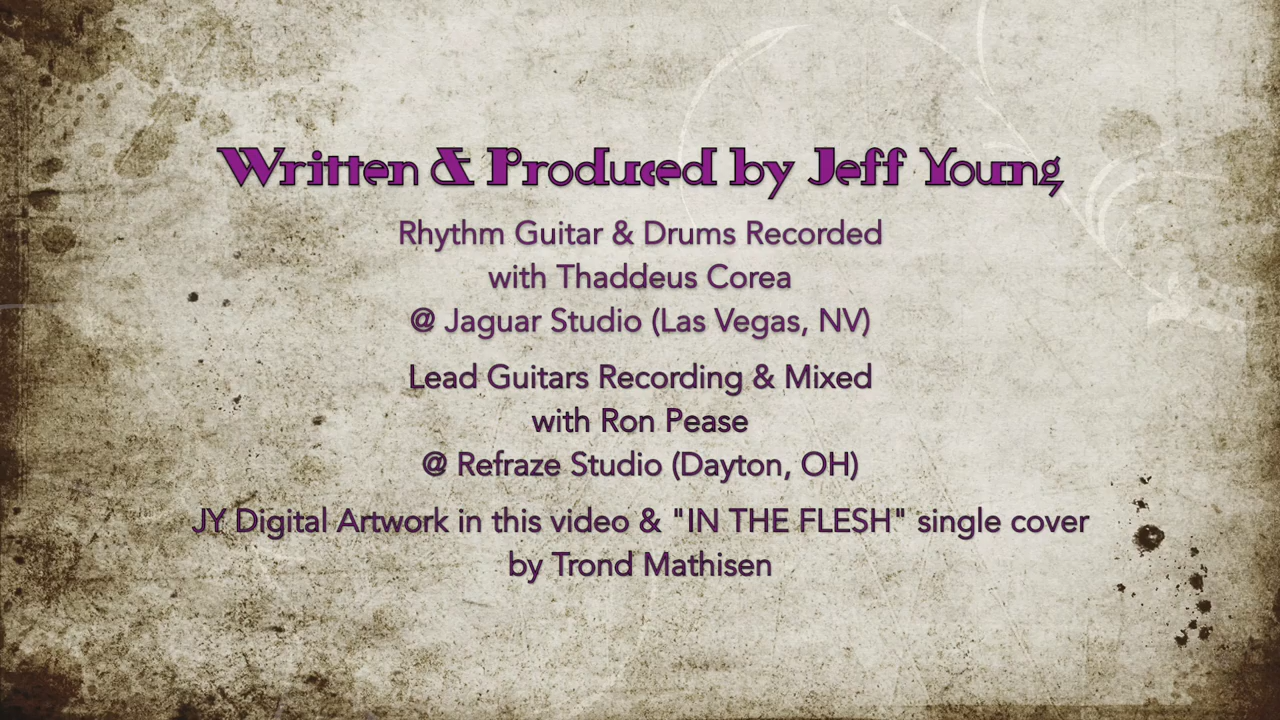 Written & Produced by Jeff Young
Rhythm Guitar & Drums Recorded
with Thaddeus Corea
@ Jaguar Studio (Las Vegas, NV)
Lead Guitars Recording & Mixed
with Ron Pease
@ Refraze Studio (Dayton, OH)
JY Digital Artwork in this video & "IN THE FLESH" single cover
by Trond Mathisen